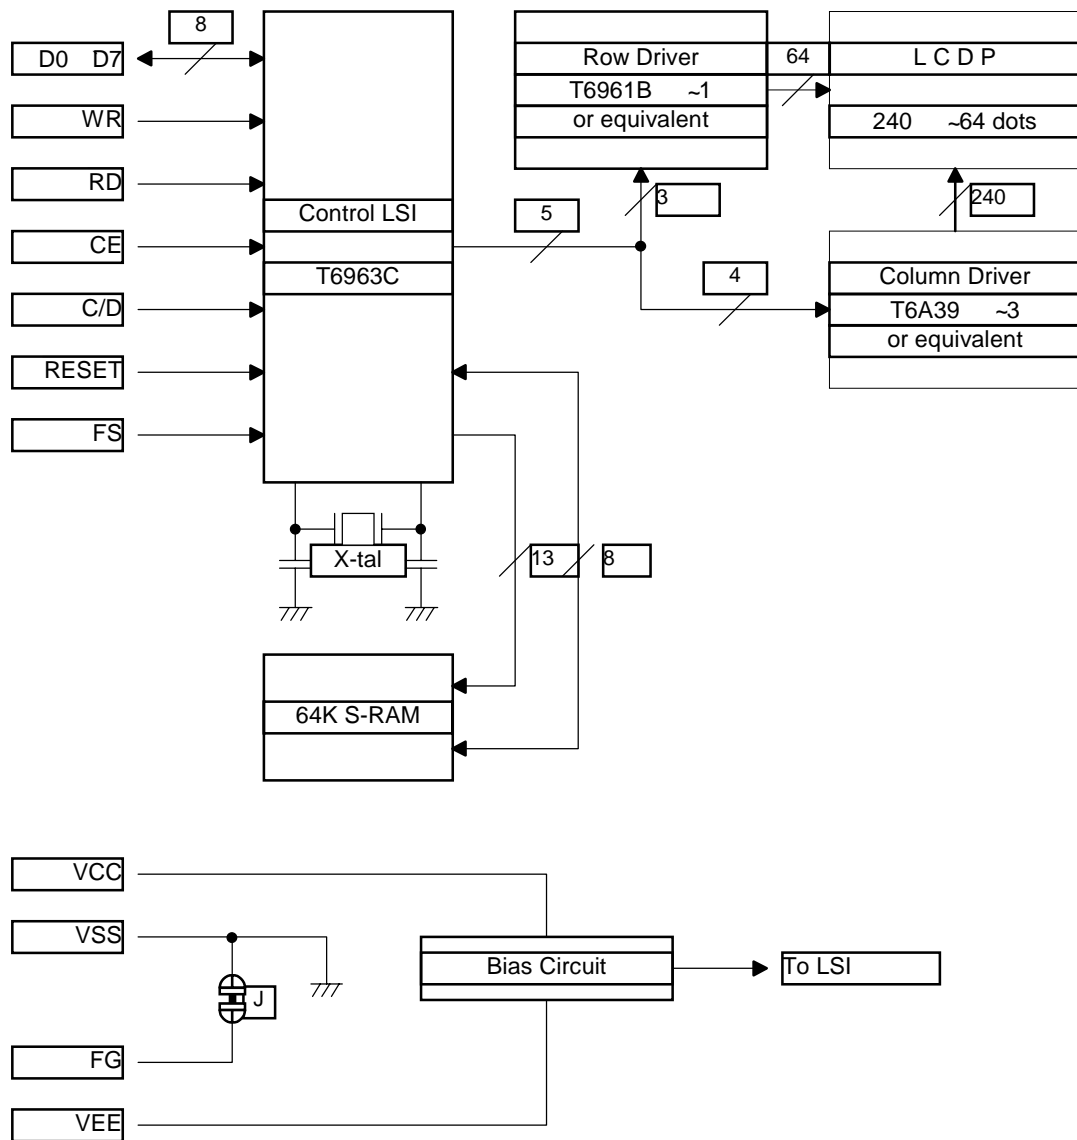 8
D0 D7
WR
RD
CE
C/D
RESET
FS
Control LSI
T6963C
X-tal
5
Row Driver
T6961B ~1
or equivalent
64
L C D P
240 ~64 dots
3
240
4
Column Driver
T6A39 ~3
or equivalent
13
8
64K S-RAM
VCC
VSS
J
FG
VEE
Bias Circuit
To LSI